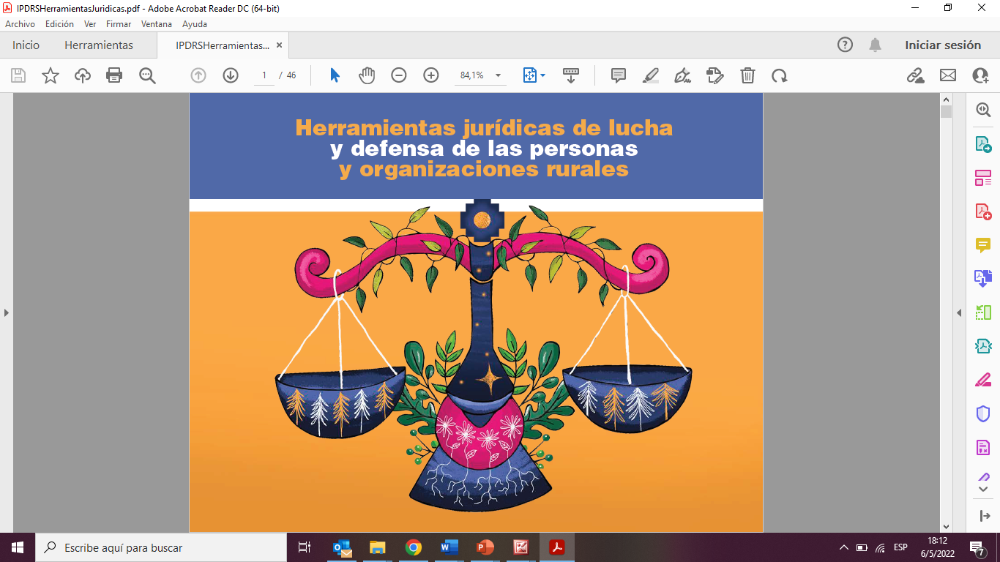 IPDRSHerramientasJuridicas.pdf - Adobe Acrobat Reader DC (64-bit)
Archivo Edición Ver Firmar Ventana Ayuda
Inicio Herramientas IPDRSHerramientas... × Iniciar sesión
1 / 46 84,1%
Herramientas jurídicas de lucha
y defensa de las personas
y organizaciones rurales
Escribe aquí para buscar
ESP
18:12
6/5/2022
7